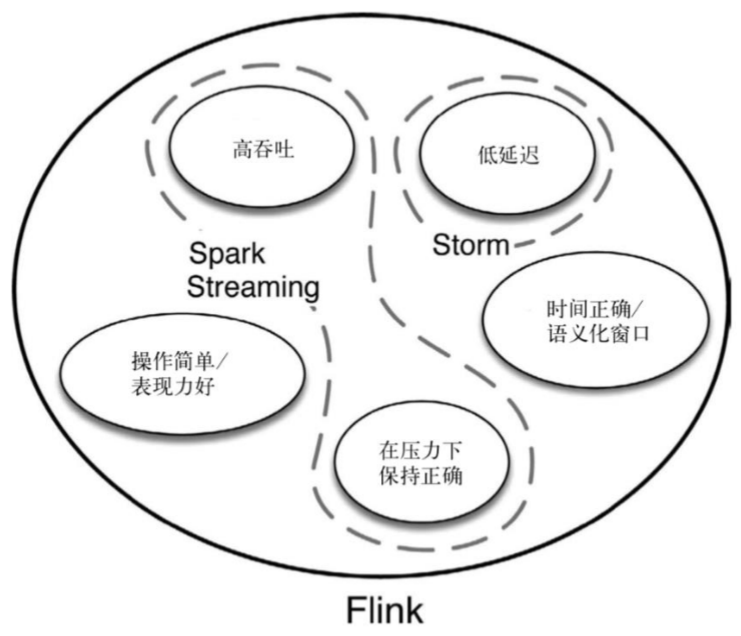 高吞吐
低延迟
Spark
Streaming
Storm
时间正确/
语义化窗口
操作简单/
表现力好
在压力下
保持正确
Flink